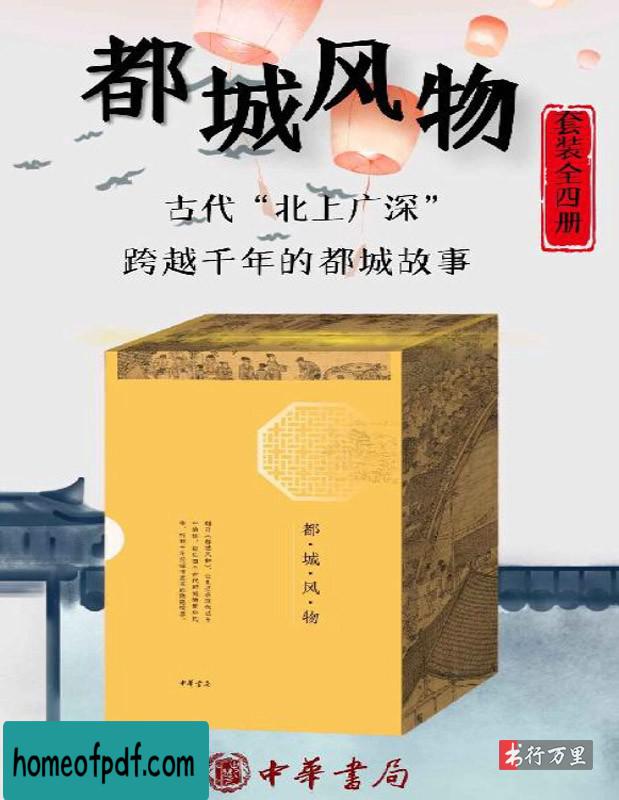 都城风物
套装全四册
古代“北上广深”
跨越千年的都城故事
都·城·风·物
中華書局
homeofpdf.com
中華書局
书行万里